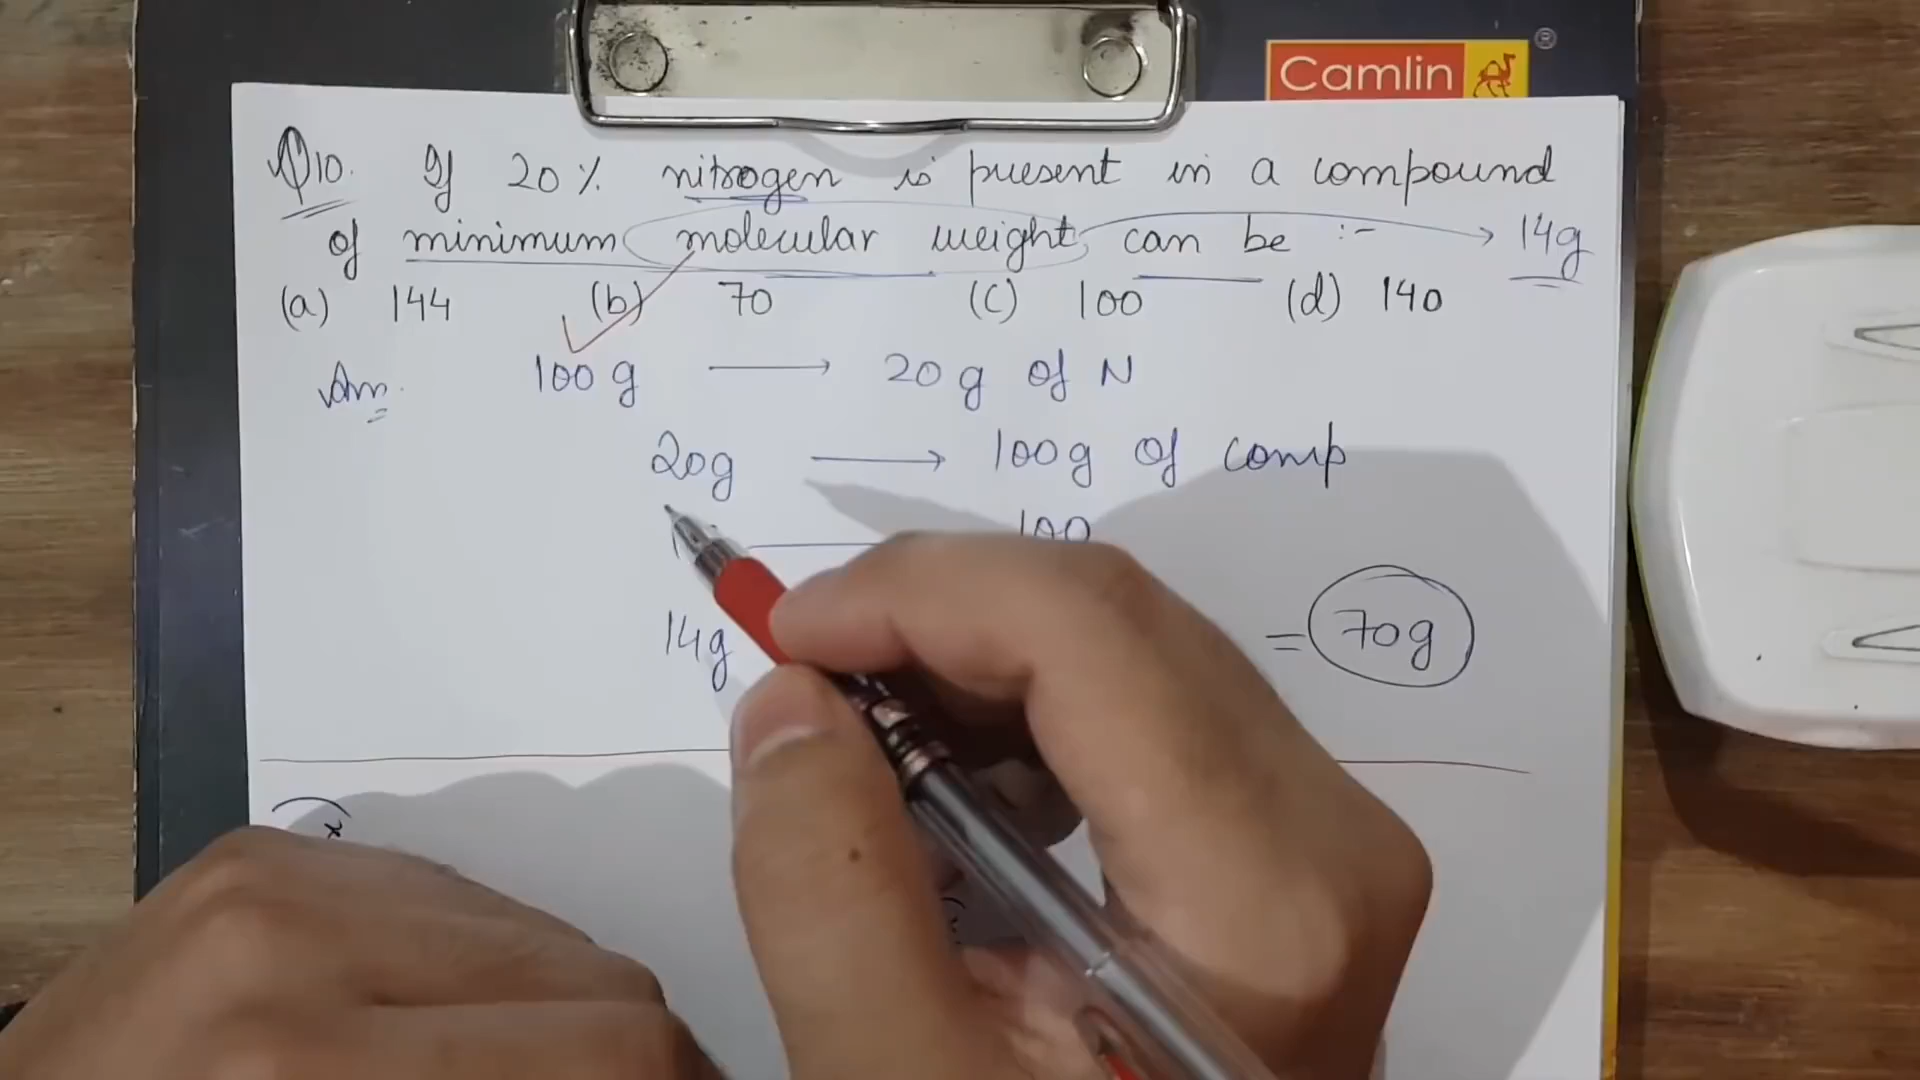 Camlin ®
Q10. If 20% nitrogen is present in a compound
of minimum molecular weight can be :- → 14g
(a) 144 (b) 70 (c) 100 (d) 140
Ans. 100 g → 20 g of N
20g → 100g of comp
100
14g = 70g